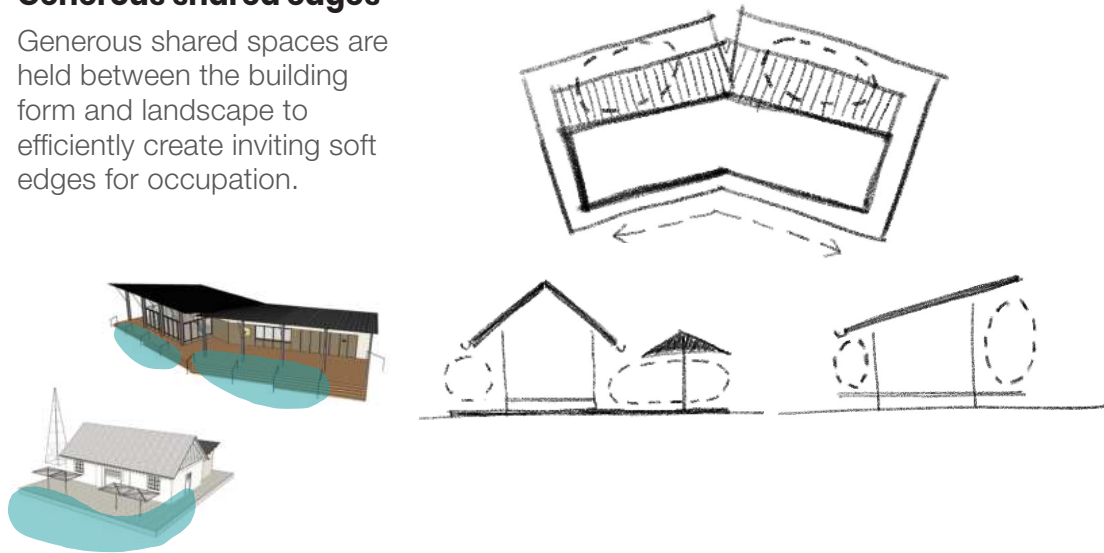 Generous shared edges
Generous shared spaces are
held between the building
form and landscape to
efficiently create inviting soft
edges for occupation.